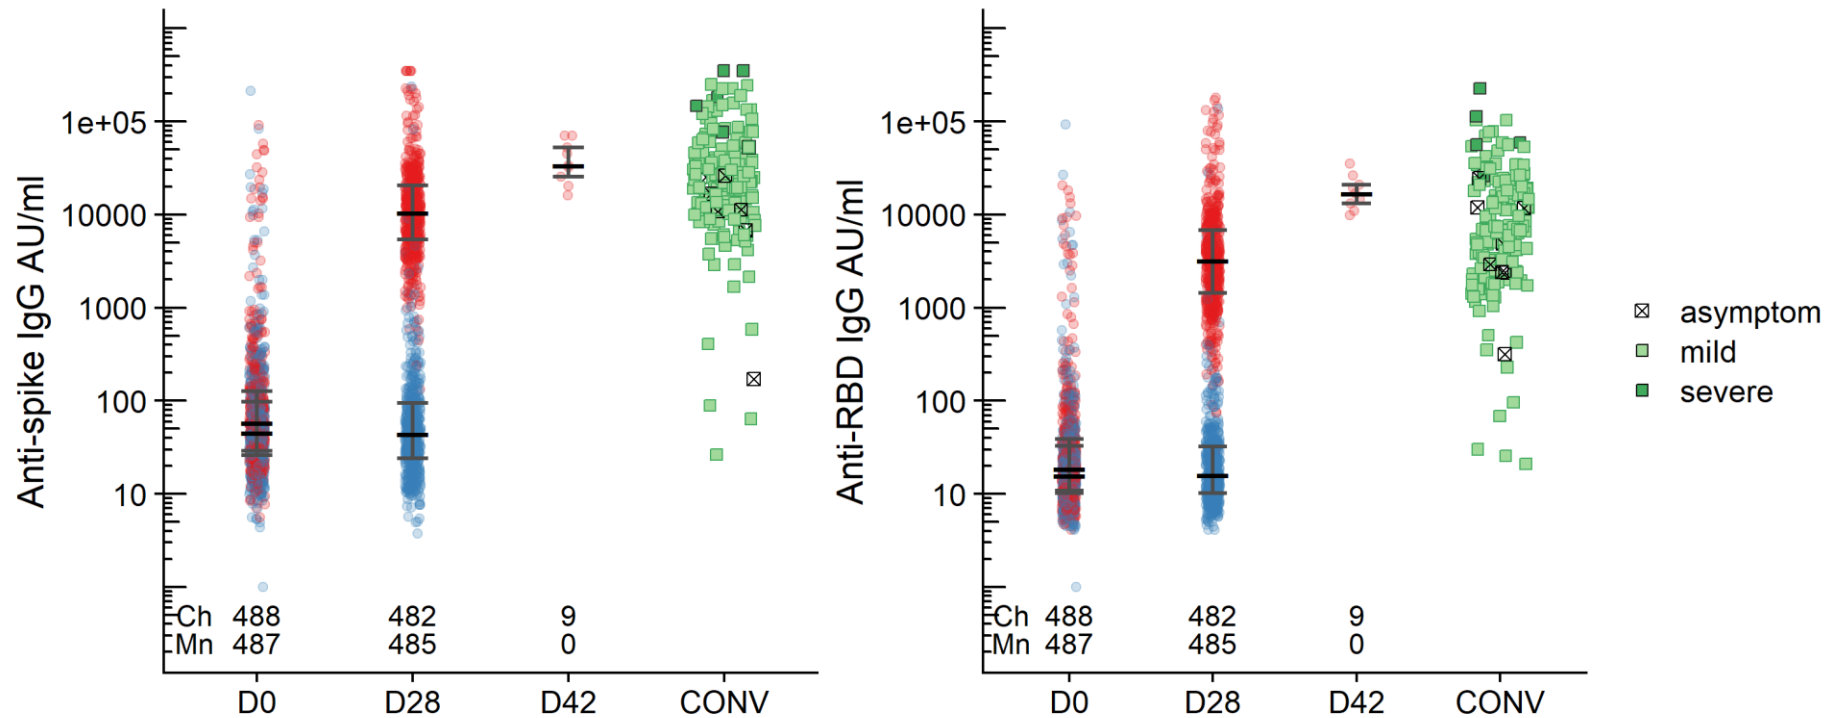 Anti-spike IgG AU/ml
1e+05
10000
1000
100
10
Ch 488 482 9
Mn 487 485 0
D0 D28 D42 CONV
Anti-RBD IgG AU/ml
1e+05
10000
1000
100
10
Ch 488 482 9
Mn 487 485 0
D0 D28 D42 CONV
asymptom
mild
severe